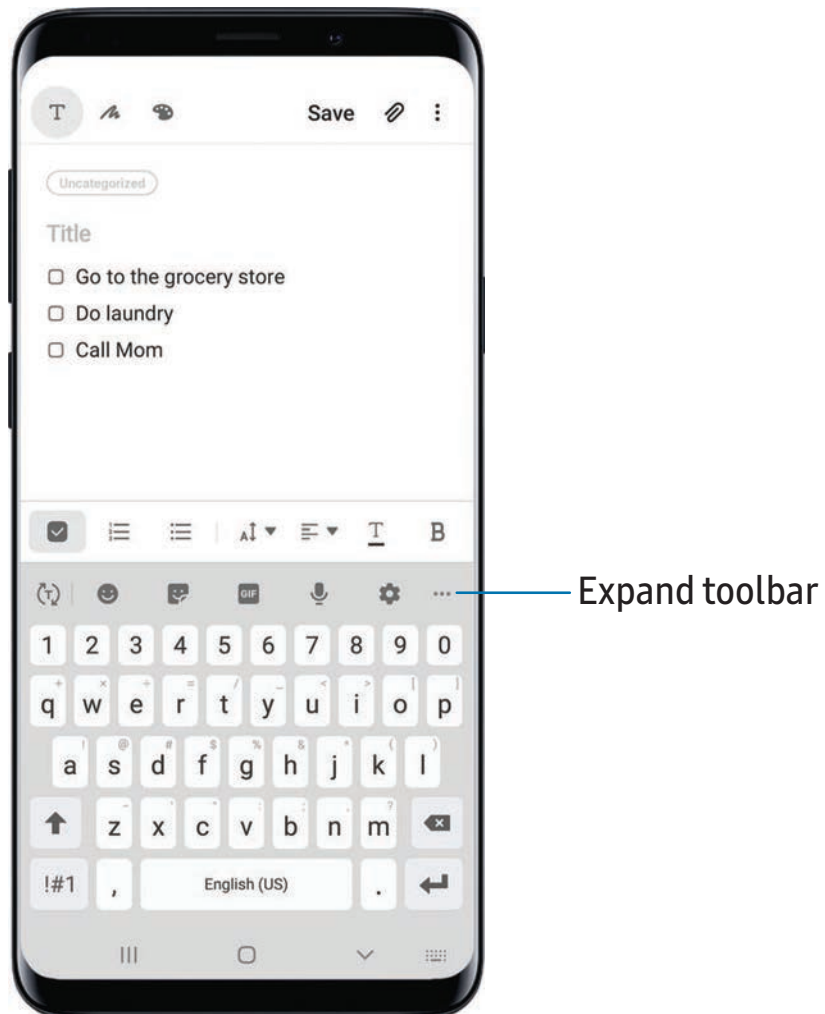 T Save
Uncategorized
Title
Go to the grocery store
Do laundry
Call Mom
A T B
T GIF
Expand toolbar
1 2 3 4 5 6 7 8 9 0
+ × ÷ = / _ < > [ ]
q w e r t y u i o p
! @ # $ % & * ( )
a s d f g h j k l
z x c v b n m
!#1 , English (US) .